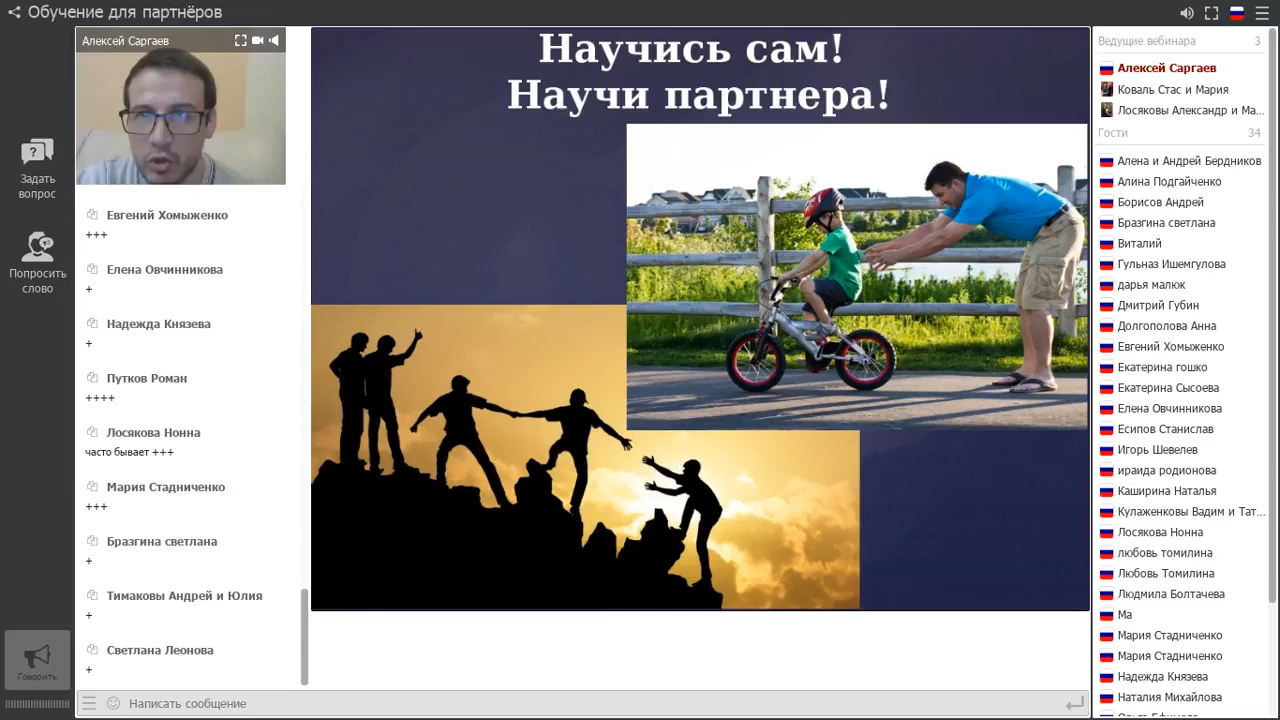 Обучение для партнёров
Алексей Саргаев
Задать
вопрос
Попросить
слово
Говорить
Евгений Хомыженко
+++
Елена Овчинникова
+
Надежда Князева
+
Путков Роман
++++
Лосякова Нонна
часто бывает +++
Мария Стадниченко
+++
Бразгина светлана
+
Тимаковы Андрей и Юлия
+
Светлана Леонова
+
Написать сообщение
Научись сам!
Научи партнера!
Ведущие вебинара 3
Алексей Саргаев
Коваль Стас и Мария
Лосяковы Александр и Ма...
Гости 34
Алена и Андрей Бердников
Алина Подгайченко
Борисов Андрей
Бразгина светлана
Виталий
Гульназ Ишемгулова
дарья малюк
Дмитрий Губин
Долгополова Анна
Евгений Хомыженко
Екатерина гошко
Екатерина Сысоева
Елена Овчинникова
Есипов Станислав
Игорь Шевелев
ираида родионова
Каширина Наталья
Кулаженковы Вадим и Тат...
Лосякова Нонна
любовь томилина
Любовь Томилина
Людмила Болтачева
Ма
Мария Стадниченко
Мария Стадниченко
Надежда Князева
Наталия Михайлова